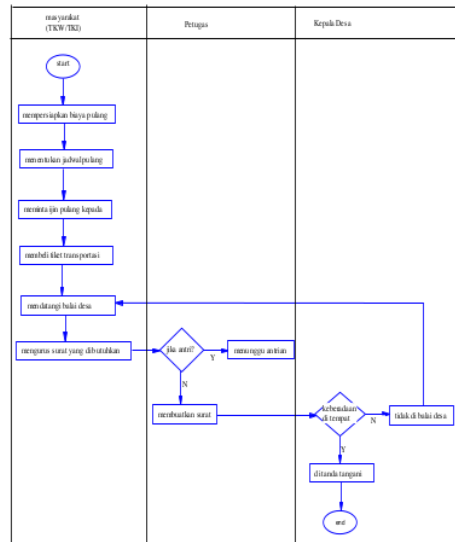 masyarakat
(TKW/TKI)
Petugas
Kepala Desa
start
mempersiapkan biaya pulang
menentukan jadwal pulang
meminta ijin pulang kepada
membeli tiket transportasi
mendatangi balai desa
mengurus surat yang dibutuhkan
jika antri?
Y
menunggu antrian
N
membuatkan surat
keberadaan
di tempat
N
tidak di balai desa
Y
ditanda tangani
end